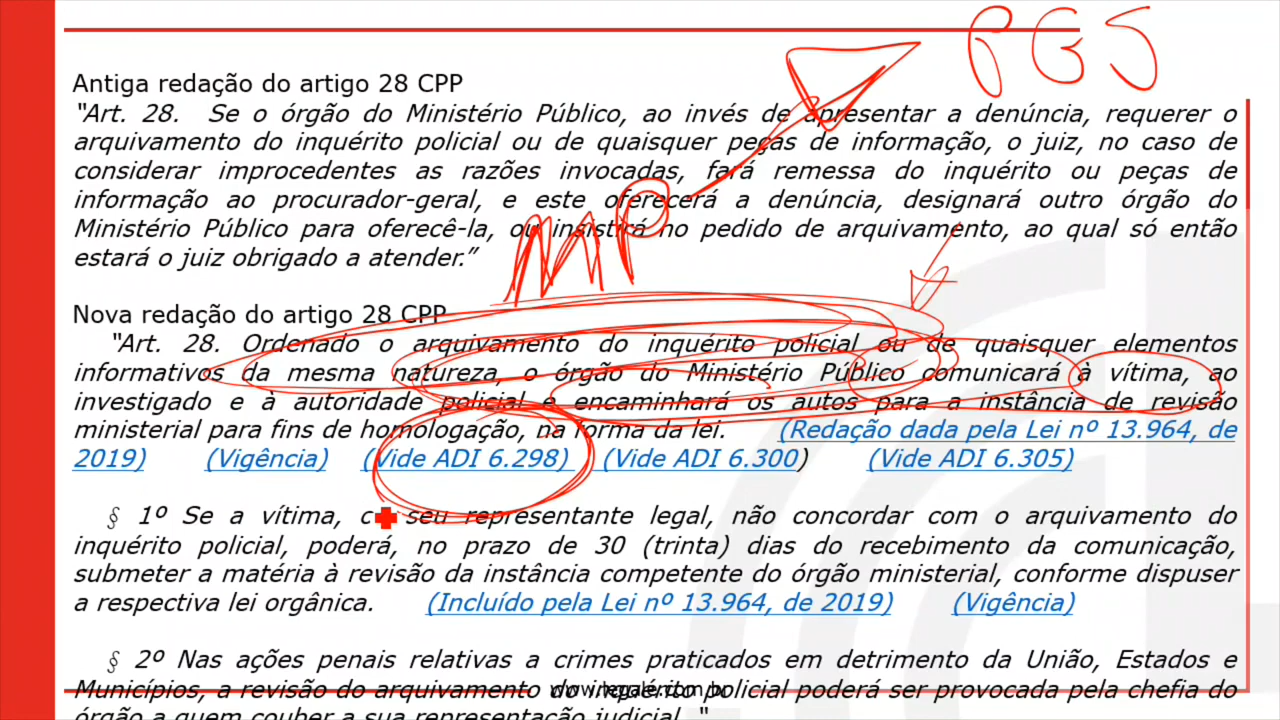 PGJ
Antiga redação do artigo 28 CPP
"Art. 28. Se o órgão do Ministério Público, ao invés de apresentar a denúncia, requerer o
arquivamento do inquérito policial ou de quaisquer peças de informação, o juiz, no caso de
considerar improcedentes as razões invocadas, fará remessa do inquérito ou peças de
informação ao procurador-geral, e este oferecerá a denúncia, designará outro órgão do
Ministério Público para oferecê-la, ou insistirá no pedido de arquivamento, ao qual só então
estará o juiz obrigado a atender."
MP
Nova redação do artigo 28 CPP
"Art. 28. Ordenado o arquivamento do inquérito policial ou de quaisquer elementos
informativos da mesma natureza, o órgão do Ministério Público comunicará à vítima, ao
investigado e à autoridade policial e encaminhará os autos para a instância de revisão
ministerial para fins de homologação, na forma da lei. (Redação dada pela Lei nº 13.964, de
2019) (Vigência) (Vide ADI 6.298) (Vide ADI 6.300) (Vide ADI 6.305)
§ 1º Se a vítima, seu representante legal, não concordar com o arquivamento do
inquérito policial, poderá, no prazo de 30 (trinta) dias do recebimento da comunicação,
submeter a matéria à revisão da instância competente do órgão ministerial, conforme dispuser
a respectiva lei orgânica. (Incluído pela Lei nº 13.964, de 2019) (Vigência)
§ 2º Nas ações penais relativas a crimes praticados em detrimento da União, Estados e
Municípios, a revisão do arquivamento do inquérito policial poderá ser provocada pela chefia do
www.legale.com.br
órgão a quem couber a sua representação judicial. "